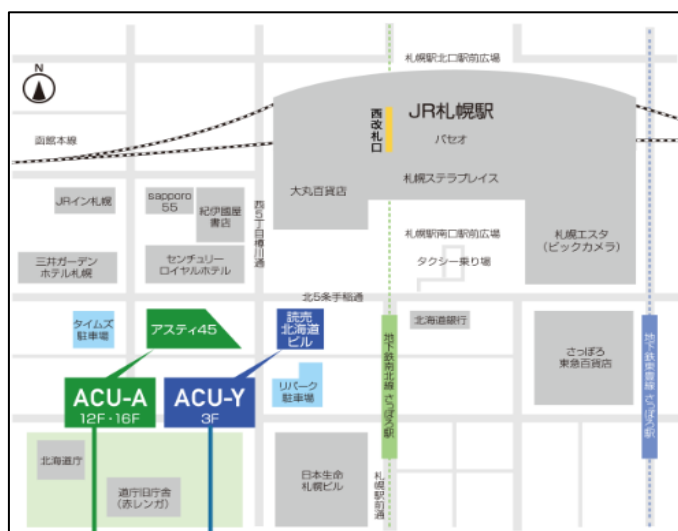 札幌駅北口駅前広場
N
西改札口
JR札幌駅
パセオ
函館本線
札幌ステラプレイス
大丸百貨店
JRイン札幌
sapporo
55
紀伊國屋
書店
西5丁目樽川通
札幌駅南口駅前広場
タクシー乗り場
札幌エスタ
(ビックカメラ)
三井ガーデン
ホテル札幌
センチュリー
ロイヤルホテル
北5条手稲通
タイムズ
駐車場
アスティ45
読売
北海道
ビル
北海道銀行
地下鉄南北線 さっぽろ駅
さっぽろ
東急百貨店
地下鉄東豊線 さっぽろ駅
ACU-A
12F・16F
ACU-Y
3F
リパーク
駐車場
北海道庁
道庁旧庁舎
(赤レンガ)
日本生命
札幌ビル
札幌駅前通